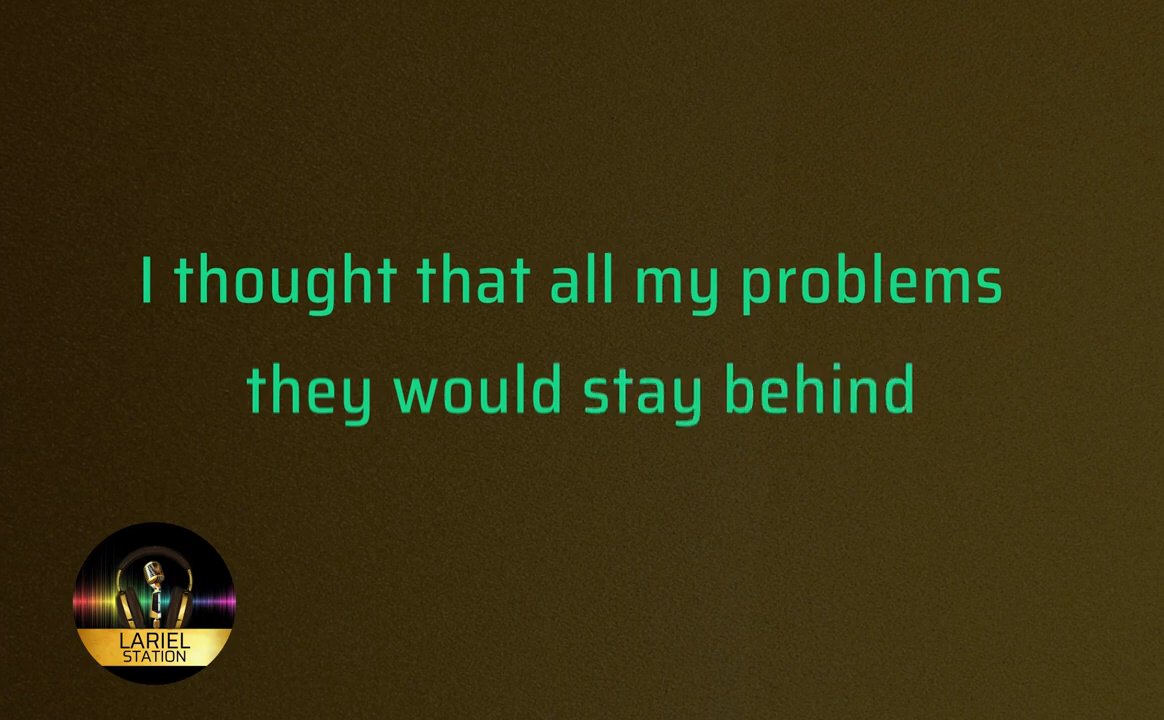 I thought that all my problems
they would stay behind
LARIEL
STATION